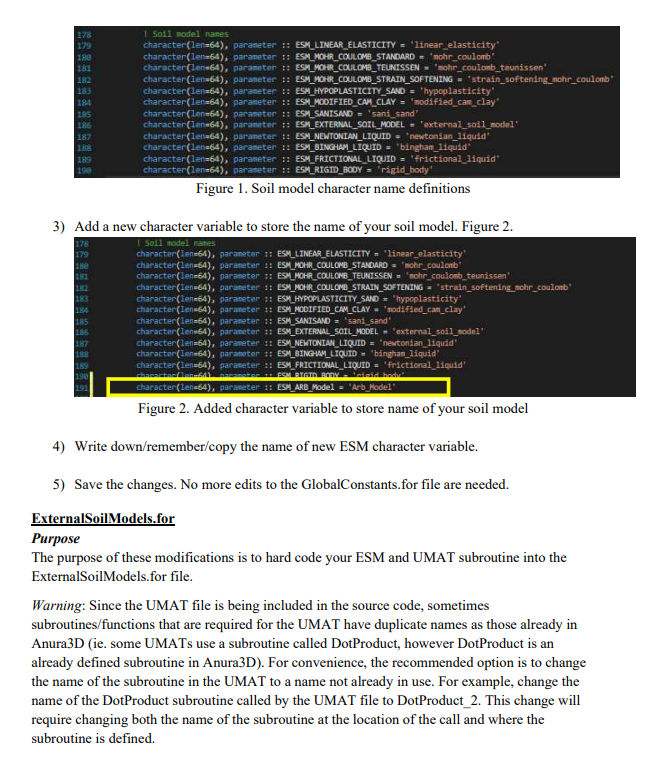 178 ! Soil model names
179 character(len=64), parameter :: ESM_LINEAR_ELASTICITY = 'linear_elasticity'
180 character(len=64), parameter :: ESM_MOHR_COULOMB_STANDARD = 'mohr_coulomb'
181 character(len=64), parameter :: ESM_MOHR_COULOMB_TEUNISSEN = 'mohr_coulomb_teunissen'
182 character(len=64), parameter :: ESM_MOHR_COULOMB_STRAIN_SOFTENING = 'strain_softening_mohr_coulomb'
183 character(len=64), parameter :: ESM_HYPOPLASTICITY_SAND = 'hypoplasticity'
184 character(len=64), parameter :: ESM_MODIFIED_CAM_CLAY = 'modified_cam_clay'
185 character(len=64), parameter :: ESM_SANISAND = 'sani_sand'
186 character(len=64), parameter :: ESM_EXTERNAL_SOIL_MODEL = 'external_soil_model'
187 character(len=64), parameter :: ESM_NEWTONIAN_LIQUID = 'newtonian_liquid'
188 character(len=64), parameter :: ESM_BINGHAM_LIQUID = 'bingham_liquid'
189 character(len=64), parameter :: ESM_FRICTIONAL_LIQUID = 'frictional_liquid'
190 character(len=64), parameter :: ESM_RIGID_BODY = 'rigid_body'
Figure 1. Soil model character name definitions
3) Add a new character variable to store the name of your soil model. Figure 2.
178 ! Soil model names
179 character(len=64), parameter :: ESM_LINEAR_ELASTICITY = 'linear_elasticity'
180 character(len=64), parameter :: ESM_MOHR_COULOMB_STANDARD = 'mohr_coulomb'
181 character(len=64), parameter :: ESM_MOHR_COULOMB_TEUNISSEN = 'mohr_coulomb_teunissen'
182 character(len=64), parameter :: ESM_MOHR_COULOMB_STRAIN_SOFTENING = 'strain_softening_mohr_coulomb'
183 character(len=64), parameter :: ESM_HYPOPLASTICITY_SAND = 'hypoplasticity'
184 character(len=64), parameter :: ESM_MODIFIED_CAM_CLAY = 'modified_cam_clay'
185 character(len=64), parameter :: ESM_SANISAND = 'sani_sand'
186 character(len=64), parameter :: ESM_EXTERNAL_SOIL_MODEL = 'external_soil_model'
187 character(len=64), parameter :: ESM_NEWTONIAN_LIQUID = 'newtonian_liquid'
188 character(len=64), parameter :: ESM_BINGHAM_LIQUID = 'bingham_liquid'
189 character(len=64), parameter :: ESM_FRICTIONAL_LIQUID = 'frictional_liquid'
190 character(len=64), parameter :: ESM_RIGID_BODY = 'rigid_body'
191 character(len=64), parameter :: ESM_ARB_Model = 'Arb_Model'
Figure 2. Added character variable to store name of your soil model
4) Write down/remember/copy the name of new ESM character variable.
5) Save the changes. No more edits to the GlobalConstants.for file are needed.
ExternalSoilModels.for
Purpose
The purpose of these modifications is to hard code your ESM and UMAT subroutine into the
ExternalSoilModels.for file.
Warning: Since the UMAT file is being included in the source code, sometimes
subroutines/functions that are required for the UMAT have duplicate names as those already in
Anura3D (ie. some UMATs use a subroutine called DotProduct, however DotProduct is an
already defined subroutine in Anura3D). For convenience, the recommended option is to change
the name of the subroutine in the UMAT to a name not already in use. For example, change the
name of the DotProduct subroutine called by the UMAT file to DotProduct_2. This change will
require changing both the name of the subroutine at the location of the call and where the
subroutine is defined.